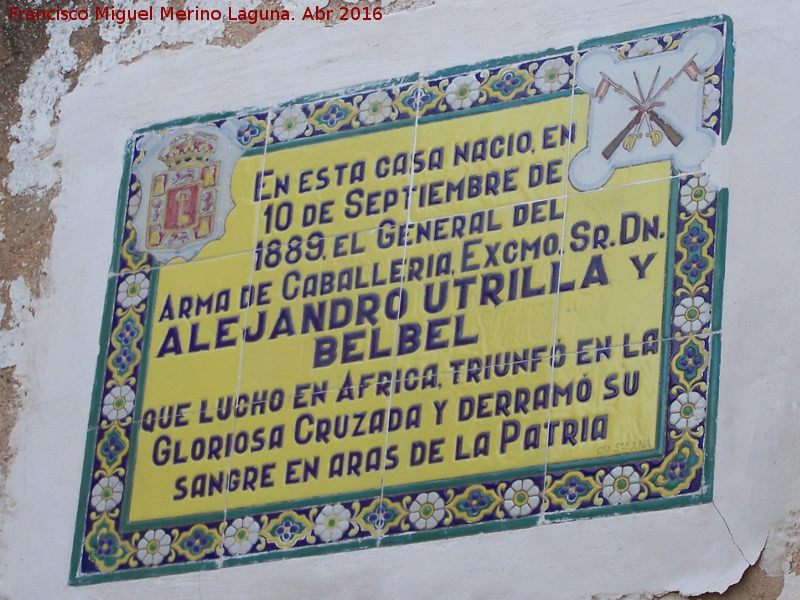 Francisco Miguel Merino Laguna. Abr 2016
EN ESTA CASA NACIO, EN
10 DE SEPTIEMBRE DE
1889, EL GENERAL DEL
ARMA DE CABALLERIA, EXCMO. SR. DN.
ALEJANDRO UTRILLA Y
BELBEL
QUE LUCHO EN AFRICA, TRIUNFÓ EN LA
GLORIOSA CRUZADA Y DERRAMÓ SU
SANGRE EN ARAS DE LA PATRIA